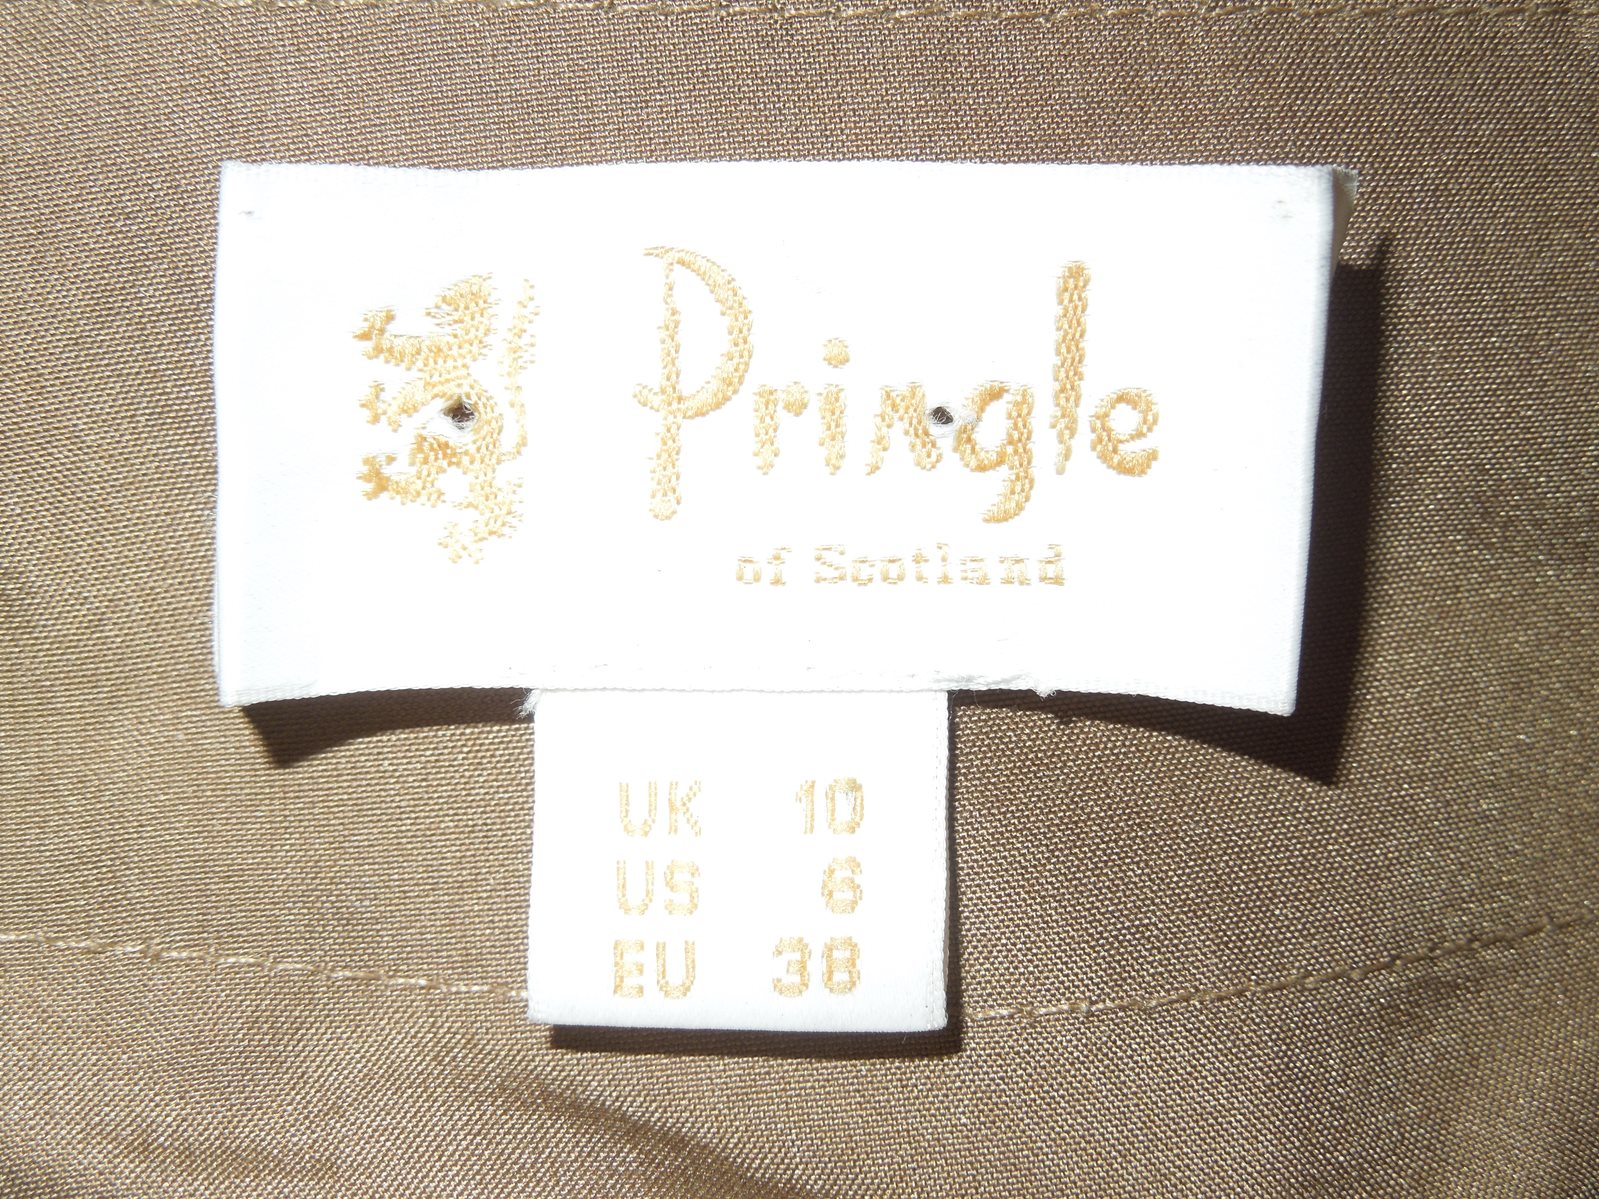 Pringle
of Scotland
UK 10
US 6
EU 38